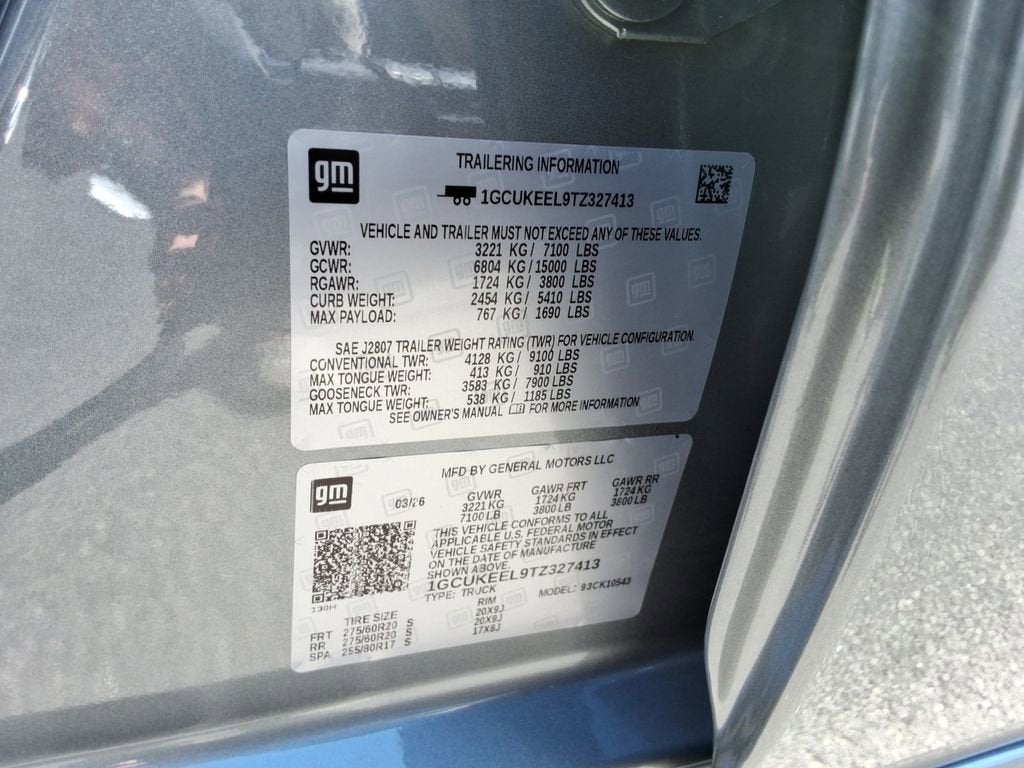 gm
TRAILERING INFORMATION
1GCUKEEL9TZ327413
VEHICLE AND TRAILER MUST NOT EXCEED ANY OF THESE VALUES.
GVWR: 3221 KG / 7100 LBS
GCWR: 6804 KG / 15000 LBS
RGAWR: 1724 KG / 3800 LBS
CURB WEIGHT: 2454 KG / 5410 LBS
MAX PAYLOAD: 767 KG / 1690 LBS
SAE J2807 TRAILER WEIGHT RATING (TWR) FOR VEHICLE CONFIGURATION.
CONVENTIONAL TWR: 4128 KG / 9100 LBS
MAX TONGUE WEIGHT: 413 KG / 910 LBS
GOOSENECK TWR: 3583 KG / 7900 LBS
MAX TONGUE WEIGHT: 538 KG / 1185 LBS
SEE OWNER'S MANUAL FOR MORE INFORMATION
gm
MFD BY GENERAL MOTORS LLC
03/26 GVWR GAWR FRT GAWR RR
3221 KG 1724 KG 1724 KG
7100 LB 3800 LB 3800 LB
THIS VEHICLE CONFORMS TO ALL
APPLICABLE U.S. FEDERAL MOTOR
VEHICLE SAFETY STANDARDS IN EFFECT
ON THE DATE OF MANUFACTURE
SHOWN ABOVE.
1GCUKEEL9TZ327413
TYPE: TRUCK MODEL: 93CK10543
130H
TIRE SIZE RIM
FRT 275/60R20 S 20X9J
RR 275/60R20 S 20X9J
SPA 255/80R17 S 17X8J